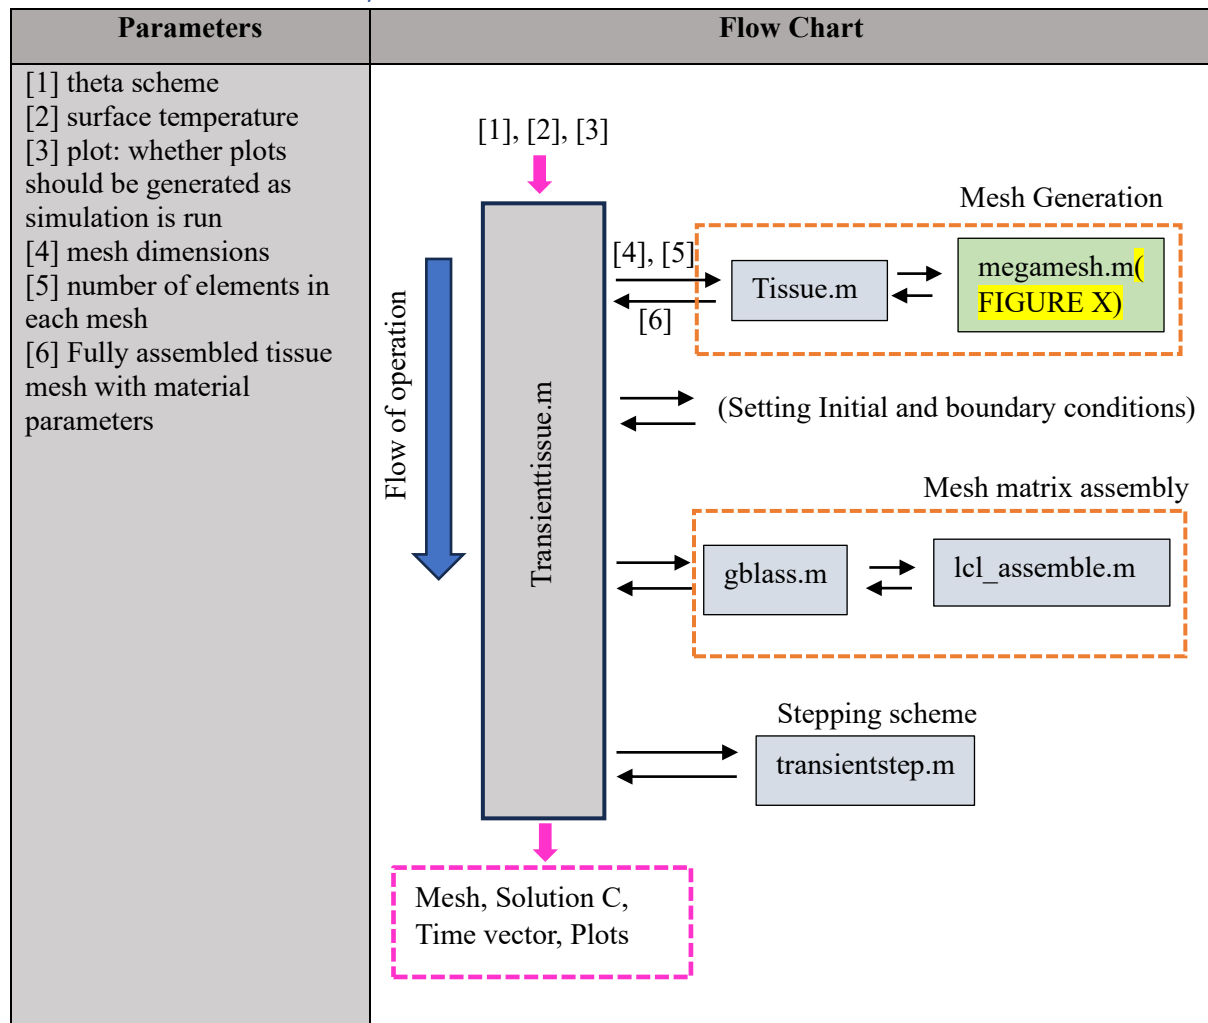 Parameters
Flow Chart
[1] theta scheme
[2] surface temperature
[3] plot: whether plots
should be generated as
simulation is run
[4] mesh dimensions
[5] number of elements in
each mesh
[6] Fully assembled tissue
mesh with material
parameters
[1], [2], [3]
Flow of operation
Transienttissue.m
Mesh Generation
[4], [5]
[6]
Tissue.m
megamesh.m(
FIGURE X)
(Setting Initial and boundary conditions)
Mesh matrix assembly
gblass.m
lcl_assemble.m
Stepping scheme
transientstep.m
Mesh, Solution C,
Time vector, Plots